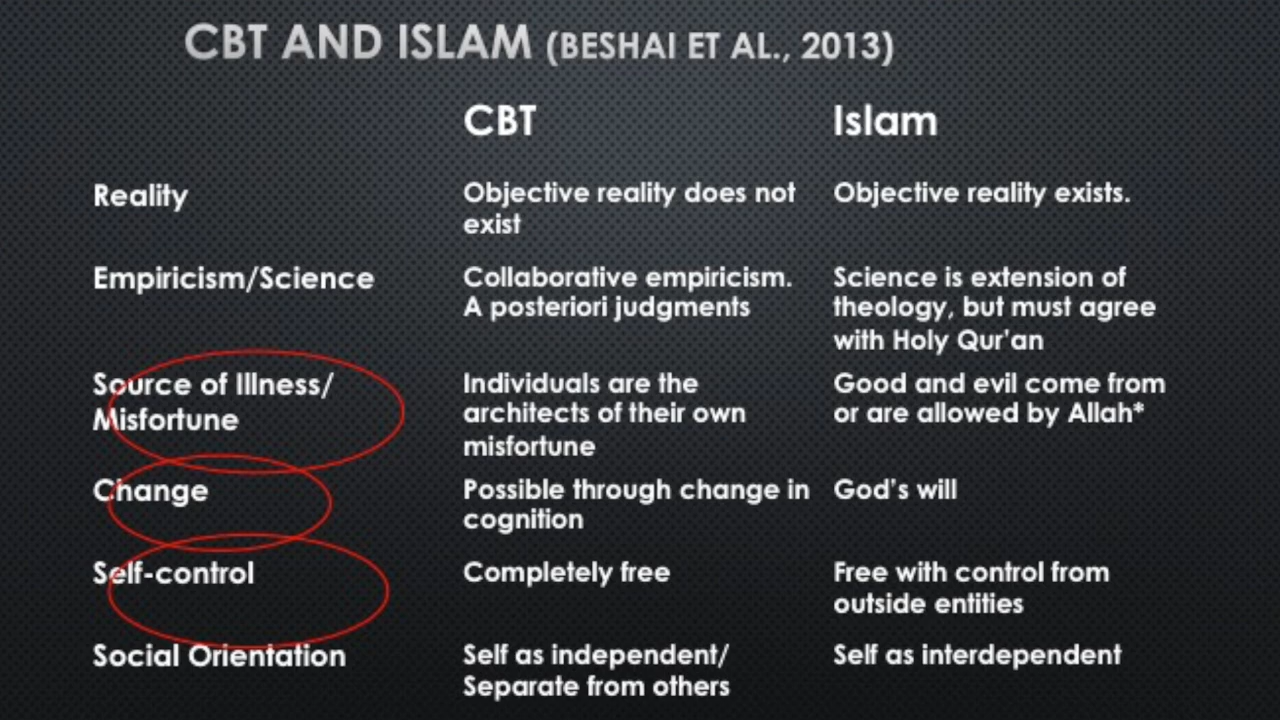 CBT AND ISLAM (BESHAI ET AL., 2013)
CBT
Islam
Reality
Objective reality does not
exist
Objective reality exists.
Empiricism/Science
Collaborative empiricism.
A posteriori judgments
Science is extension of
theology, but must agree
with Holy Qur'an
Source of Illness/
Misfortune
Individuals are the
architects of their own
misfortune
Good and evil come from
or are allowed by Allah*
Change
Possible through change in
cognition
God's will
Self-control
Completely free
Free with control from
outside entities
Social Orientation
Self as independent/
Separate from others
Self as interdependent